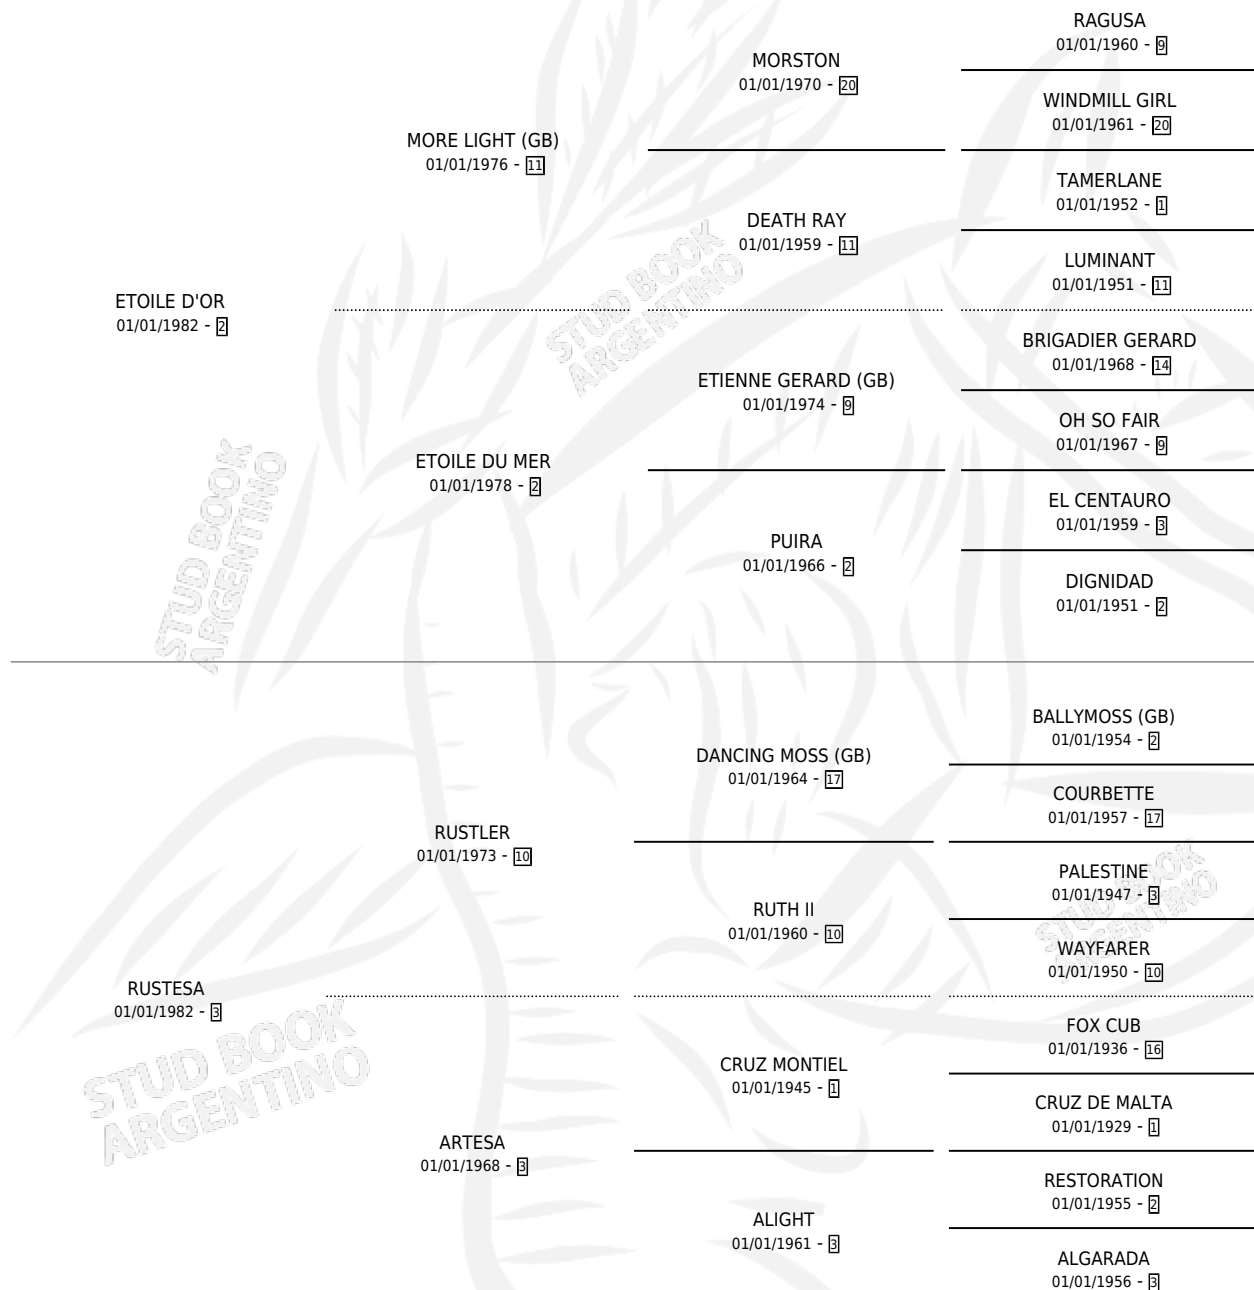 RAGUSA
01/01/1960 - 9
MORSTON
01/01/1970 - 20
WINDMILL GIRL
01/01/1961 - 20
MORE LIGHT (GB)
01/01/1976 - 11
TAMERLANE
01/01/1952 - 1
DEATH RAY
01/01/1959 - 11
LUMINANT
01/01/1951 - 11
ETOILE D'OR
01/01/1982 - 2
STUD BOOK
ARGENTINO
BRIGADIER GERARD
01/01/1968 - 14
ETIENNE GERARD (GB)
01/01/1974 - 9
OH SO FAIR
01/01/1967 - 9
ETOILE DU MER
01/01/1978 - 2
EL CENTAURO
01/01/1959 - 3
PUIRA
01/01/1966 - 2
DIGNIDAD
01/01/1951 - 2
STUD BOOK
ARGENTINO
BALLYMOSS (GB)
01/01/1954 - 2
DANCING MOSS (GB)
01/01/1964 - 17
COURBETTE
01/01/1957 - 17
RUSTLER
01/01/1973 - 10
PALESTINE
01/01/1947 - 3
RUTH II
01/01/1960 - 10
STUD BOOK
ARGENTINO
WAYFARER
01/01/1950 - 10
RUSTESA
01/01/1982 - 3
STUD BOOK
ARGENTINO
FOX CUB
01/01/1936 - 16
CRUZ MONTIEL
01/01/1945 - 1
CRUZ DE MALTA
01/01/1929 - 1
ARTESA
01/01/1968 - 3
RESTORATION
01/01/1955 - 2
ALIGHT
01/01/1961 - 3
ALGARADA
01/01/1956 - 3